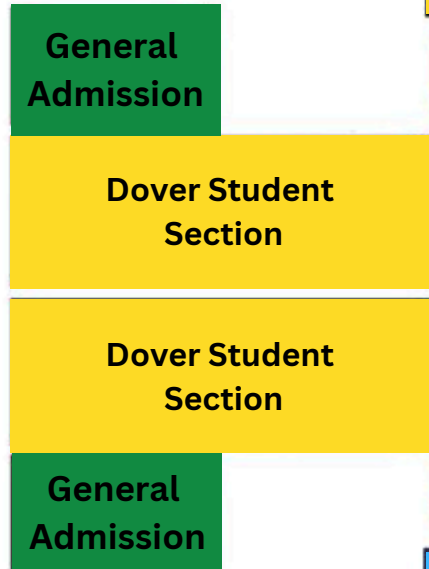 General
Admission
Dover Student
Section
Dover Student
Section
General
Admission